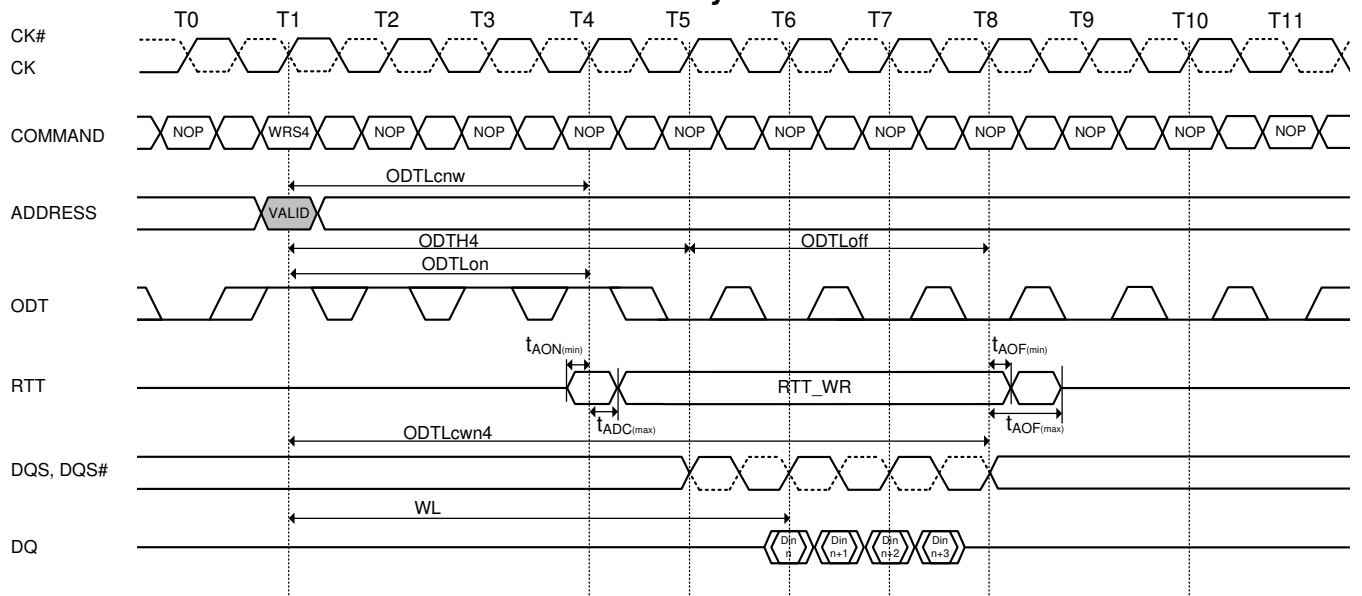 T0 T1 T2 T3 T4 T5 T6 T7 T8 T9 T10 T11
CK#
CK
COMMAND NOP WRS4 NOP NOP NOP NOP NOP NOP NOP NOP NOP NOP
ODTLcnw
ADDRESS VALID
ODTH4 ODTLoff
ODTLon
ODT
tAON(min) tAOF(min)
RTT RTT_WR
tADC(max) tAOF(max)
ODTLcwn4
DQS, DQS#
WL
DQ Din n Din n+1 Din n+2 Din n+3